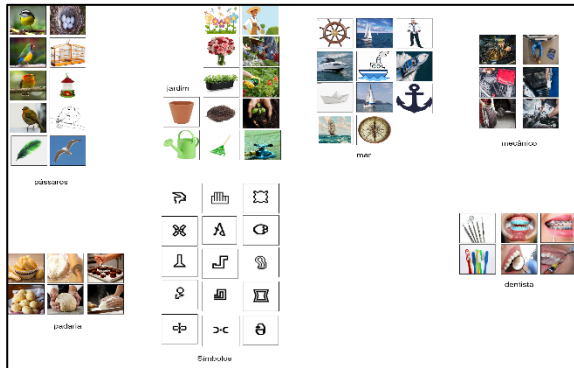 jardim
mar
mecânico
pássaros
dentista
padaria
Símbolos